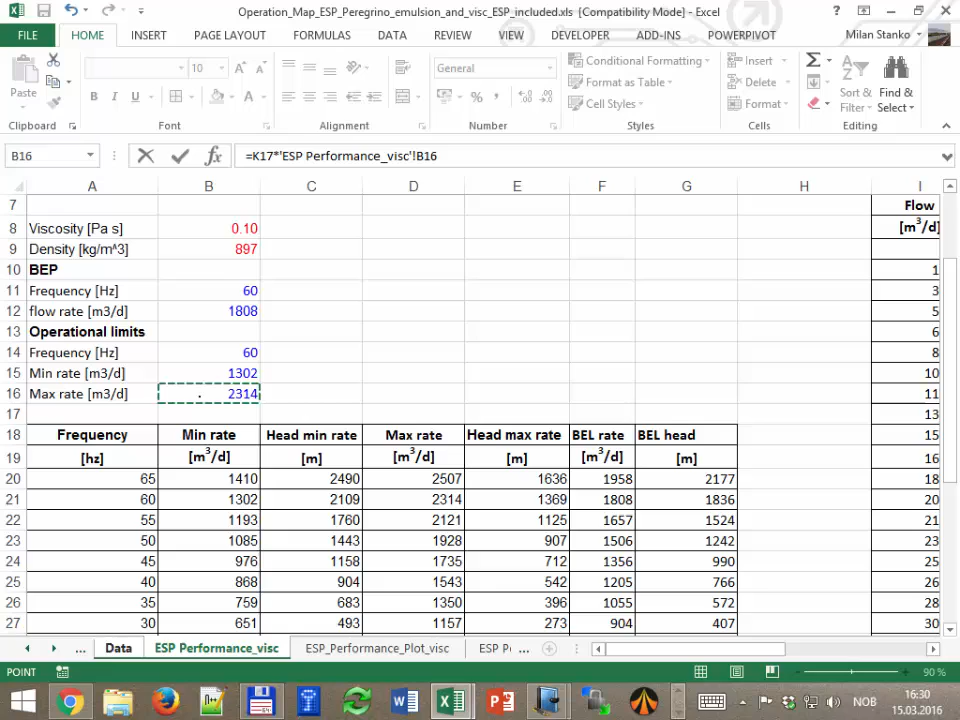 Operation_Map_ESP_Peregrino_emulsion_and_visc_ESP_included.xls [Compatibility Mode] - Excel
FILE HOME INSERT PAGE LAYOUT FORMULAS DATA REVIEW VIEW DEVELOPER ADD-INS POWERPIVOT Milan Stanko
10 A A General Conditional Formatting Insert Σ
Paste Format as Table Delete Sort & Find &
B I U A % Cell Styles Format Filter Select
Clipboard Font Alignment Number Styles Cells Editing
B16 fx =K17*'ESP Performance_visc'!B16
A B C D E F G H I
7 Flow
8 Viscosity [Pa s] 0.10 [m3/d]
9 Density [kg/m^3] 897
10 BEP 1
11 Frequency [Hz] 60 3
12 flow rate [m3/d] 1808 5
13 Operational limits 6
14 Frequency [Hz] 60 8
15 Min rate [m3/d] 1302 10
16 Max rate [m3/d] 2314 11
17 13
18 Frequency Min rate Head min rate Max rate Head max rate BEL rate BEL head 15
19 [hz] [m3/d] [m] [m3/d] [m] [m3/d] [m] 16
20 65 1410 2490 2507 1636 1958 2177 18
21 60 1302 2109 2314 1369 1808 1836 20
22 55 1193 1760 2121 1125 1657 1524 21
23 50 1085 1443 1928 907 1506 1242 23
24 45 976 1158 1735 712 1356 990 25
25 40 868 904 1543 542 1205 766 26
26 35 759 683 1350 396 1055 572 28
27 30 651 493 1157 273 904 407 30
... Data ESP Performance_visc ESP_Performance_Plot_visc ESP P ...
POINT 90 %
NOB 16:30
15.03.2016